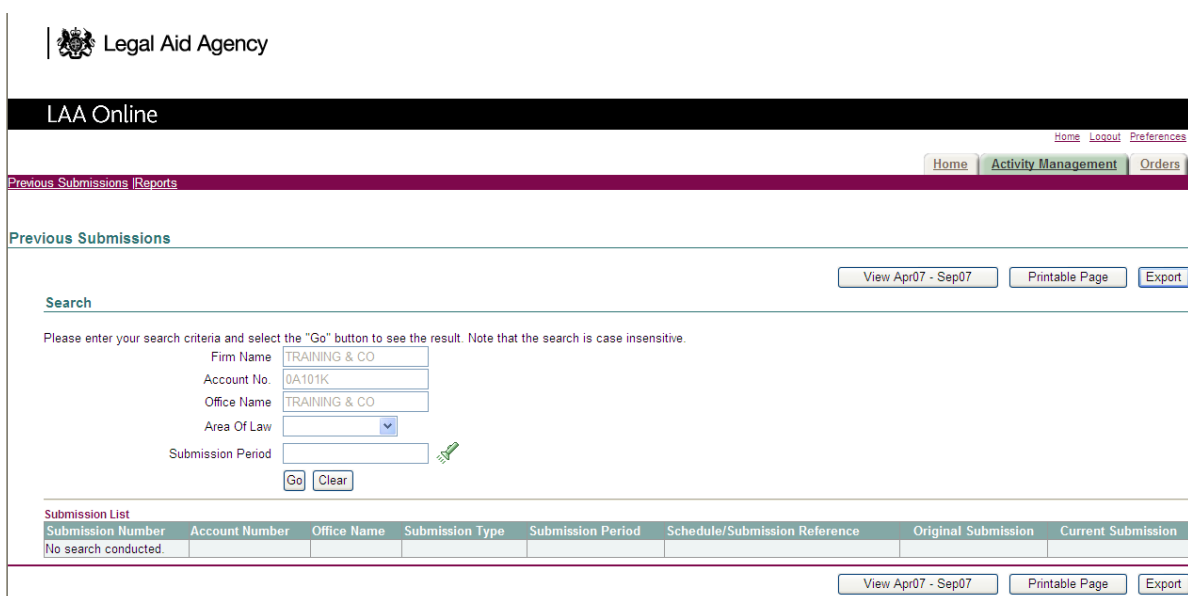 Legal Aid Agency
LAA Online
Home Logout Preferences
Home Activity Management Orders
Previous Submissions |Reports
Previous Submissions
View Apr07 - Sep07 Printable Page Export
Search
Please enter your search criteria and select the "Go" button to see the result. Note that the search is case insensitive.
Firm Name TRAINING & CO
Account No. 0A101K
Office Name TRAINING & CO
Area Of Law
Submission Period
Go Clear
Submission List
Submission Number Account Number Office Name Submission Type Submission Period Schedule/Submission Reference Original Submission Current Submission
No search conducted.
View Apr07 - Sep07 Printable Page Export